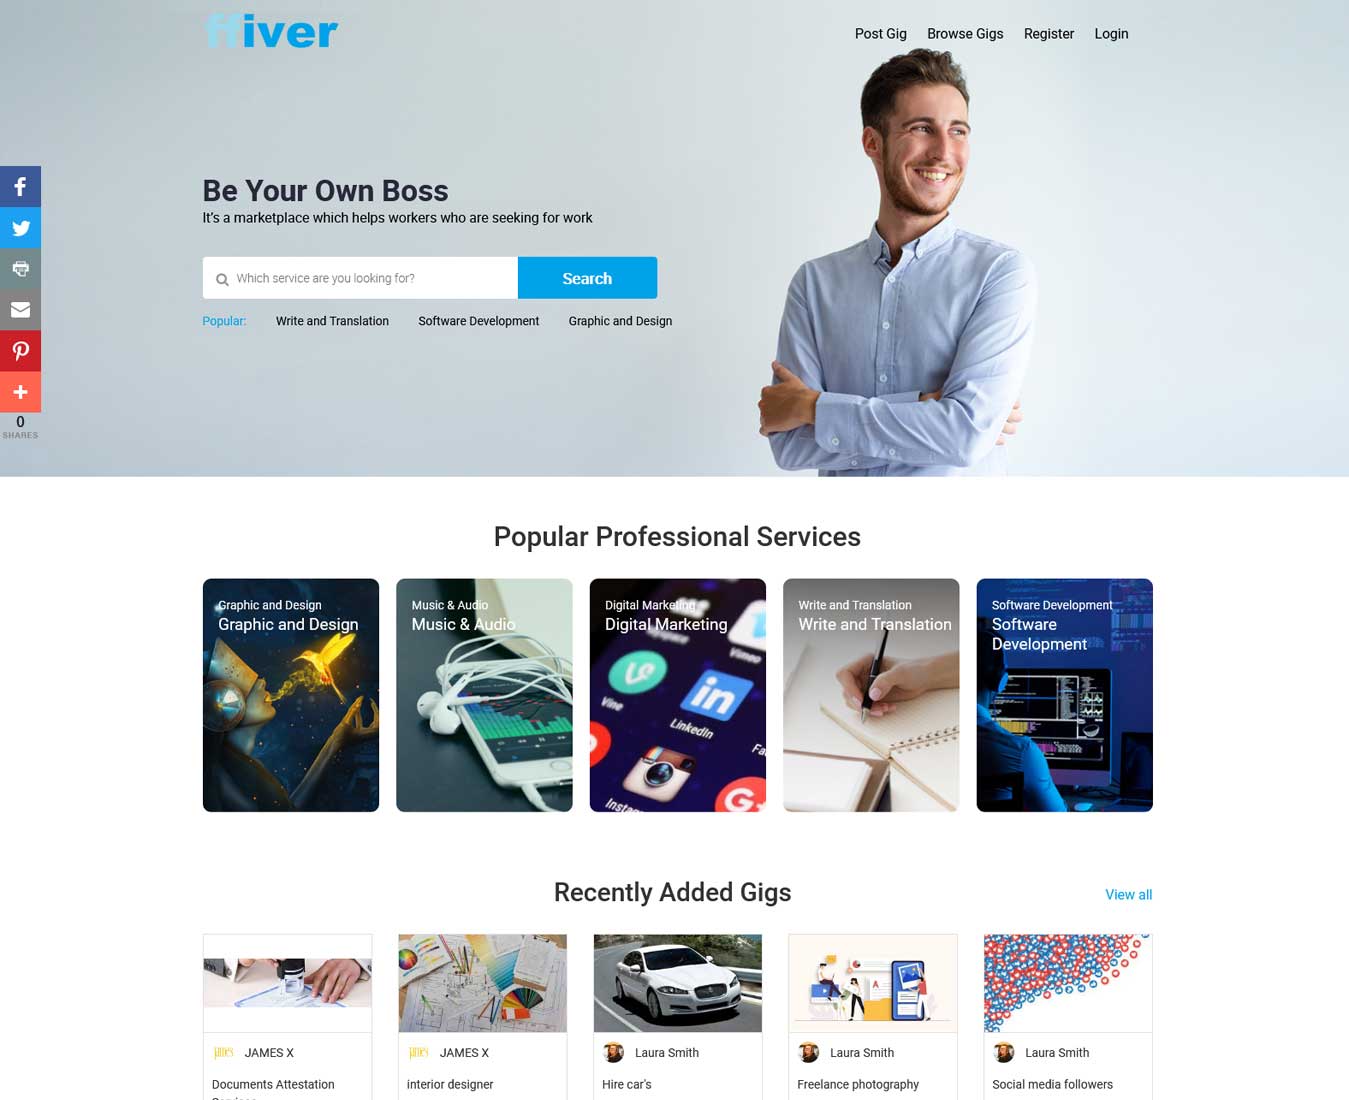 ffiver
Post Gig Browse Gigs Register Login
Be Your Own Boss
It's a marketplace which helps workers who are seeking for work
Which service are you looking for? Search
Popular: Write and Translation Software Development Graphic and Design
0
SHARES
Popular Professional Services
Graphic and Design
Graphic and Design
Music & Audio
Music & Audio
Digital Marketing
Digital Marketing
Vimeo
Vine
LinkedIn
Write and Translation
Write and Translation
Software Development
Software
Development
Recently Added Gigs
View all
JAMES X
Documents Attestation
Services
JAMES X
interior designer
Laura Smith
Hire car's
Laura Smith
Freelance photography
Laura Smith
Social media followers